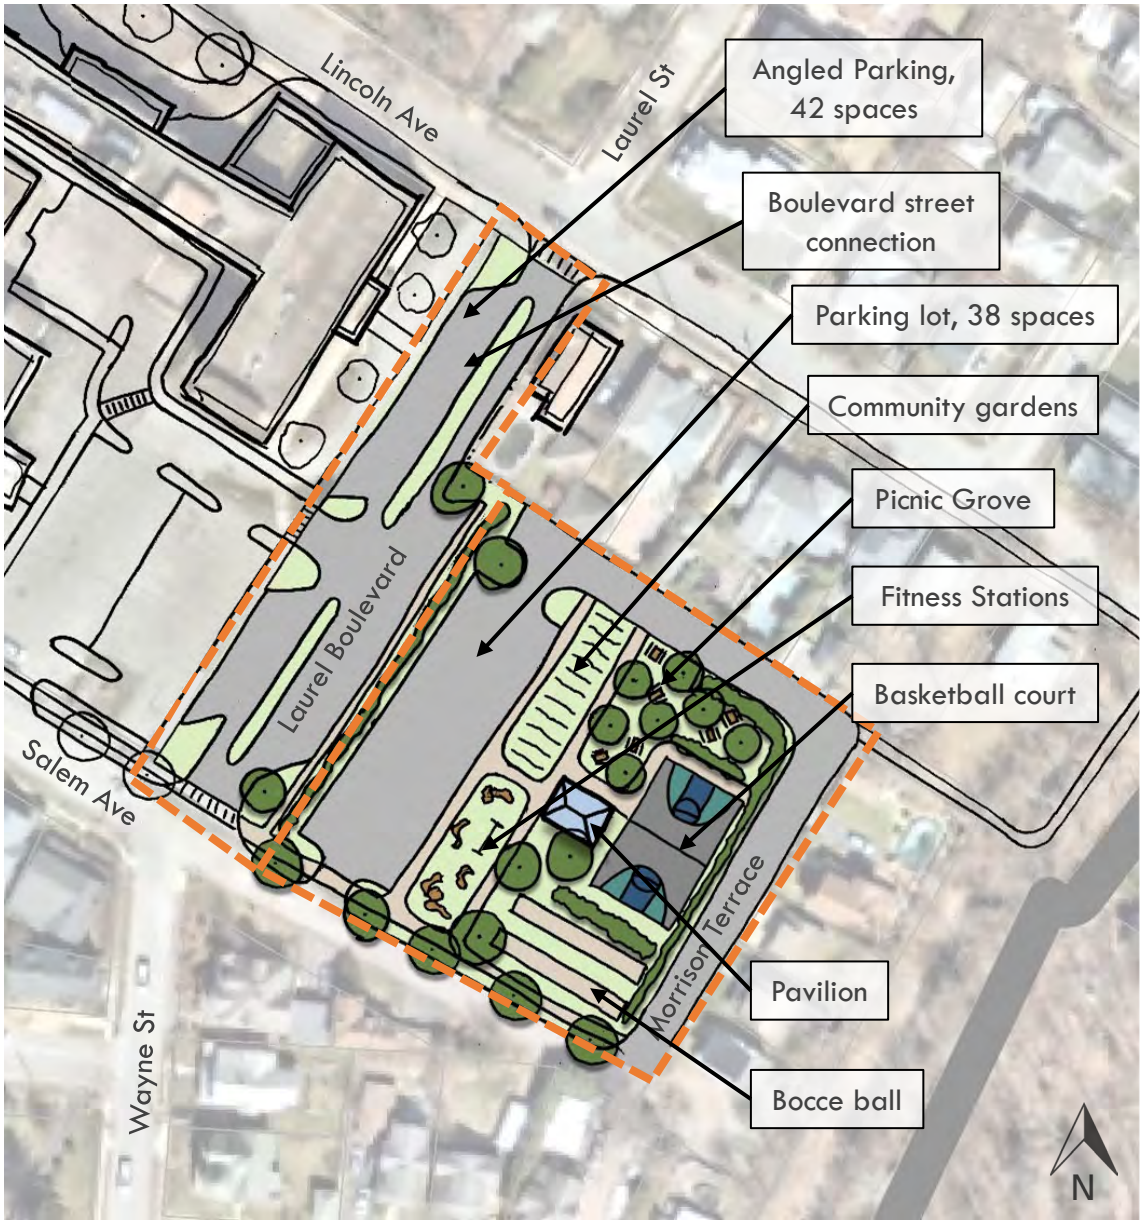 Lincoln Ave
Laurel St
Angled Parking,
42 spaces
Boulevard street
connection
Parking lot, 38 spaces
Community gardens
Picnic Grove
Fitness Stations
Basketball court
Laurel Boulevard
Salem Ave
Morrison Terrace
Pavilion
Wayne St
Bocce ball
N